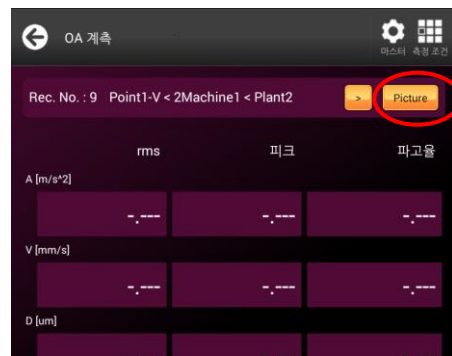 OA 계측
마스터 측정 조건
Rec. No. : 9 Point1-V < 2Machine1 < Plant2 > Picture
rms 피크 파고율
A [m/s^2]
-.--- -.--- -.---
V [mm/s]
-.--- -.--- -.---
D [um]